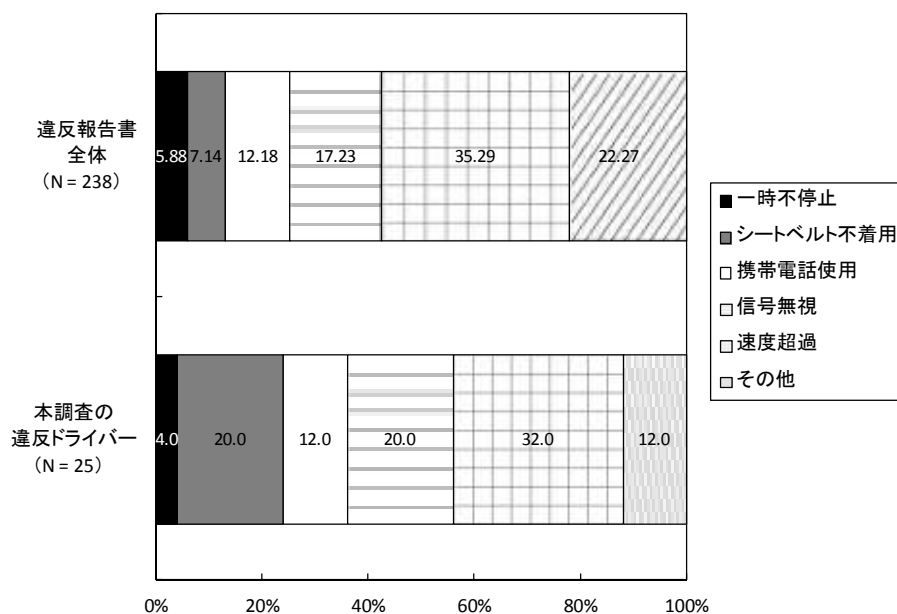 違反報告書
全体
（N = 238）
5.88 7.14 12.18 17.23 35.29 22.27
本調査の
違反ドライバー
（N = 25）
4.0 20.0 12.0 20.0 32.0 12.0
0% 20% 40% 60% 80% 100%
一時不停止
シートベルト不着用
携帯電話使用
信号無視
速度超過
その他